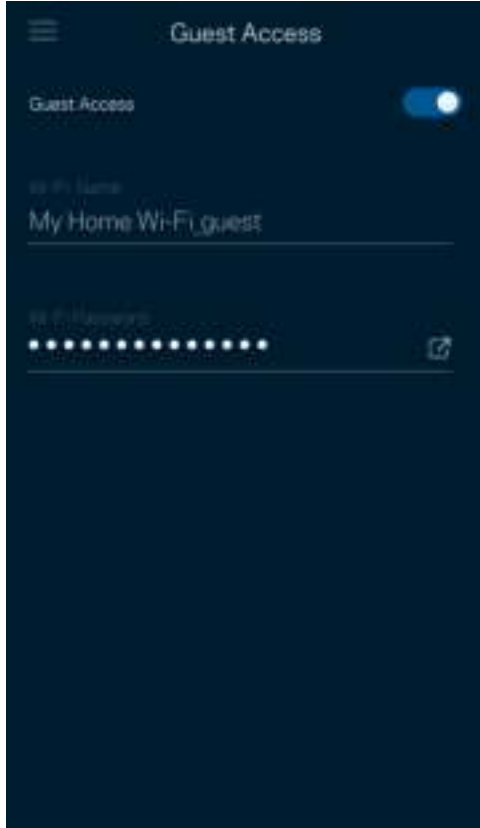 Guest Access
Guest Access
Wi-Fi Name
My Home Wi-Fi_guest
Wi-Fi Password
••••••••••••••